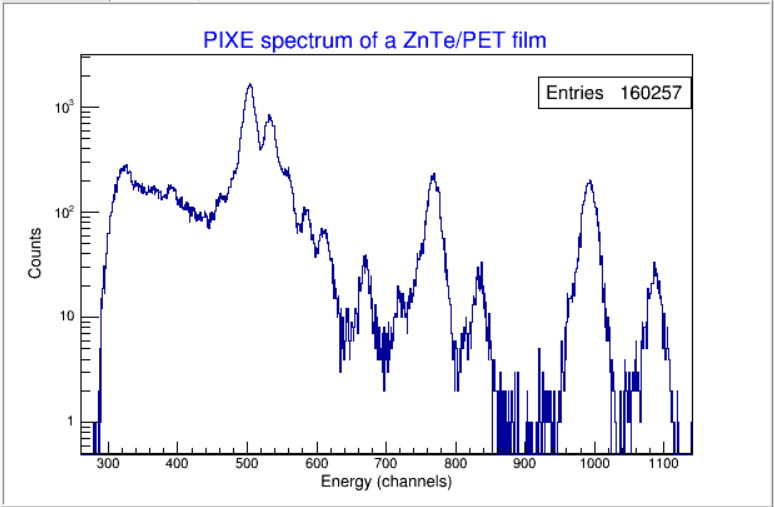 PIXE spectrum of a ZnTe/PET film
Entries 160257
10³
10²
10
1
Counts
300 400 500 600 700 800 900 1000 1100
Energy (channels)